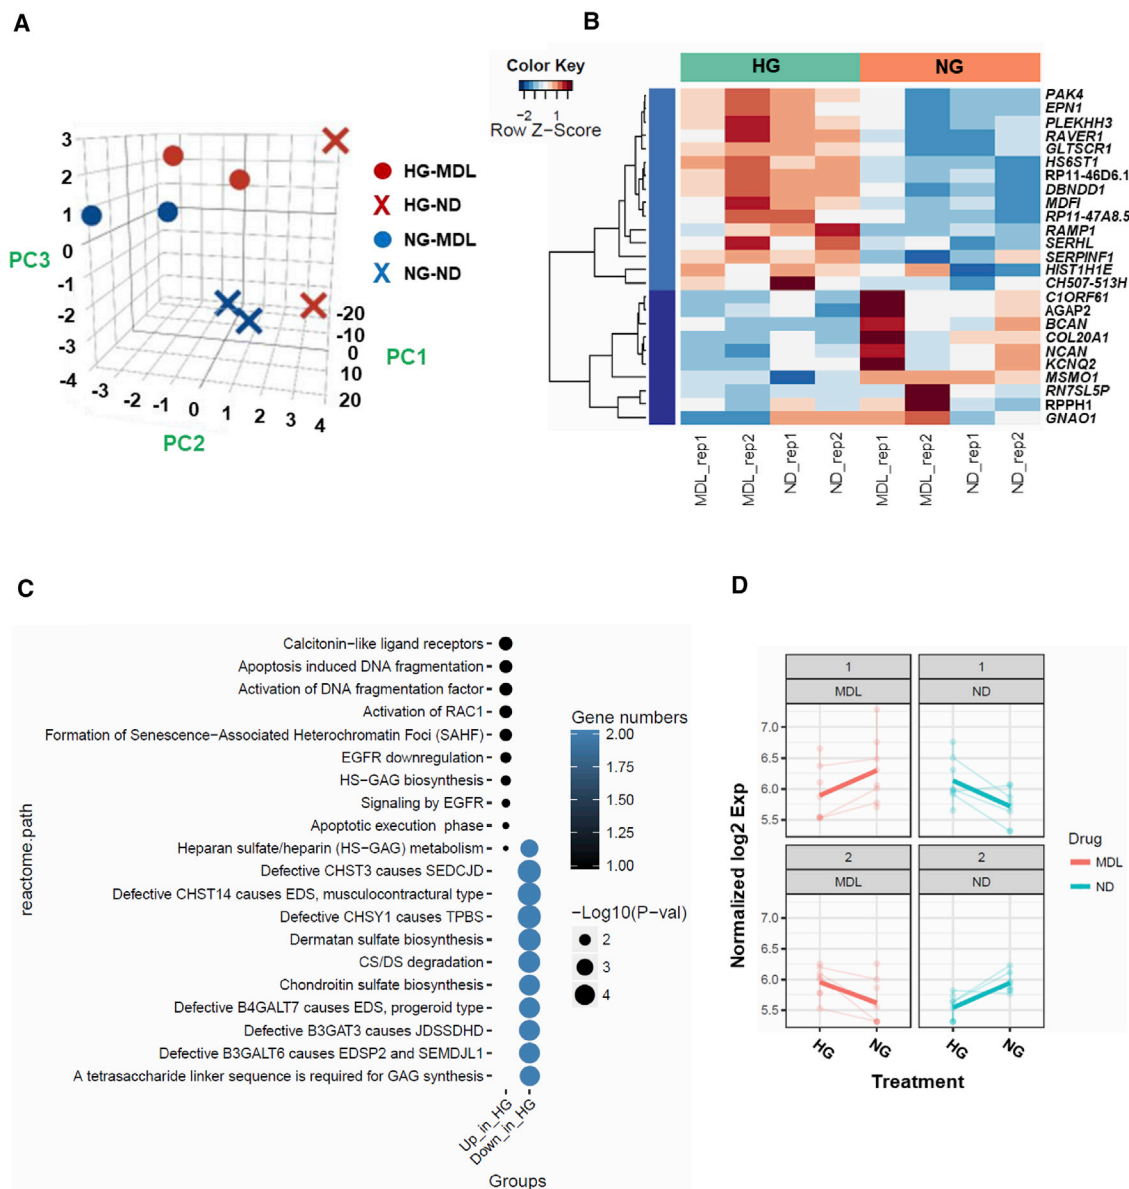 A
3
2
1
0
-1
-2
-3
-4
PC3
-3
-2
-1
0
1
2
3
4
PC2
-20
-10
0
10
20
PC1
HG-MDL
HG-ND
NG-MDL
NG-ND
B
Color Key
−2 1
Row Z−Score
HG
NG
PAK4
EPN1
PLEKHH3
RAVER1
GLTSCR1
HS6ST1
RP11-46D6.1
DBNDD1
MDFI
RP11-47A8.5
RAMP1
SERHL
SERPINF1
HIST1H1E
CH507-513H
C1ORF61
AGAP2
BCAN
COL20A1
NCAN
KCNQ2
MSMO1
RN7SL5P
RPPH1
GNAO1
MDL_rep1
MDL_rep2
ND_rep1
ND_rep2
MDL_rep1
MDL_rep2
ND_rep1
ND_rep2
C
reactome.path
Calcitonin−like ligand receptors
Apoptosis induced DNA fragmentation
Activation of DNA fragmentation factor
Activation of RAC1
Formation of Senescence−Associated Heterochromatin Foci (SAHF)
EGFR downregulation
HS−GAG biosynthesis
Signaling by EGFR
Apoptotic execution phase
Heparan sulfate/heparin (HS−GAG) metabolism
Defective CHST3 causes SEDCJD
Defective CHST14 causes EDS, musculocontractural type
Defective CHSY1 causes TPBS
Dermatan sulfate biosynthesis
CS/DS degradation
Chondroitin sulfate biosynthesis
Defective B4GALT7 causes EDS, progeroid type
Defective B3GAT3 causes JDSSDHD
Defective B3GALT6 causes EDSP2 and SEMDJL1
A tetrasaccharide linker sequence is required for GAG synthesis
Up_in_HG
Down_in_HG
Groups
Gene numbers
2.00
1.75
1.50
1.25
1.00
−Log10(P−val)
2
3
4
D
Normalized log2 Exp
1
MDL
1
ND
7.0
6.5
6.0
5.5
2
MDL
2
ND
7.0
6.5
6.0
5.5
HG
NG
HG
NG
Treatment
Drug
MDL
ND